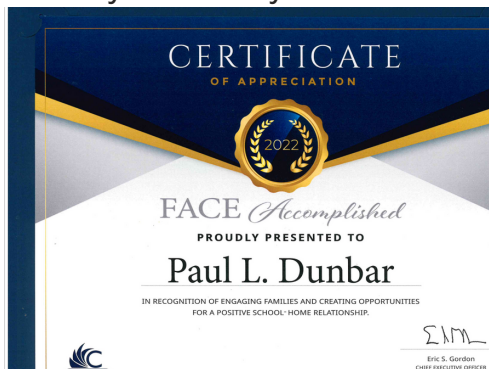 CERTIFICATE
OF APPRECIATION
2022
FACE Accomplished
PROUDLY PRESENTED TO
Paul L. Dunbar
IN RECOGNITION OF ENGAGING FAMILIES AND CREATING OPPORTUNITIES
FOR A POSITIVE SCHOOL-HOME RELATIONSHIP.
Eric S. Gordon
CHIEF EXECUTIVE OFFICER